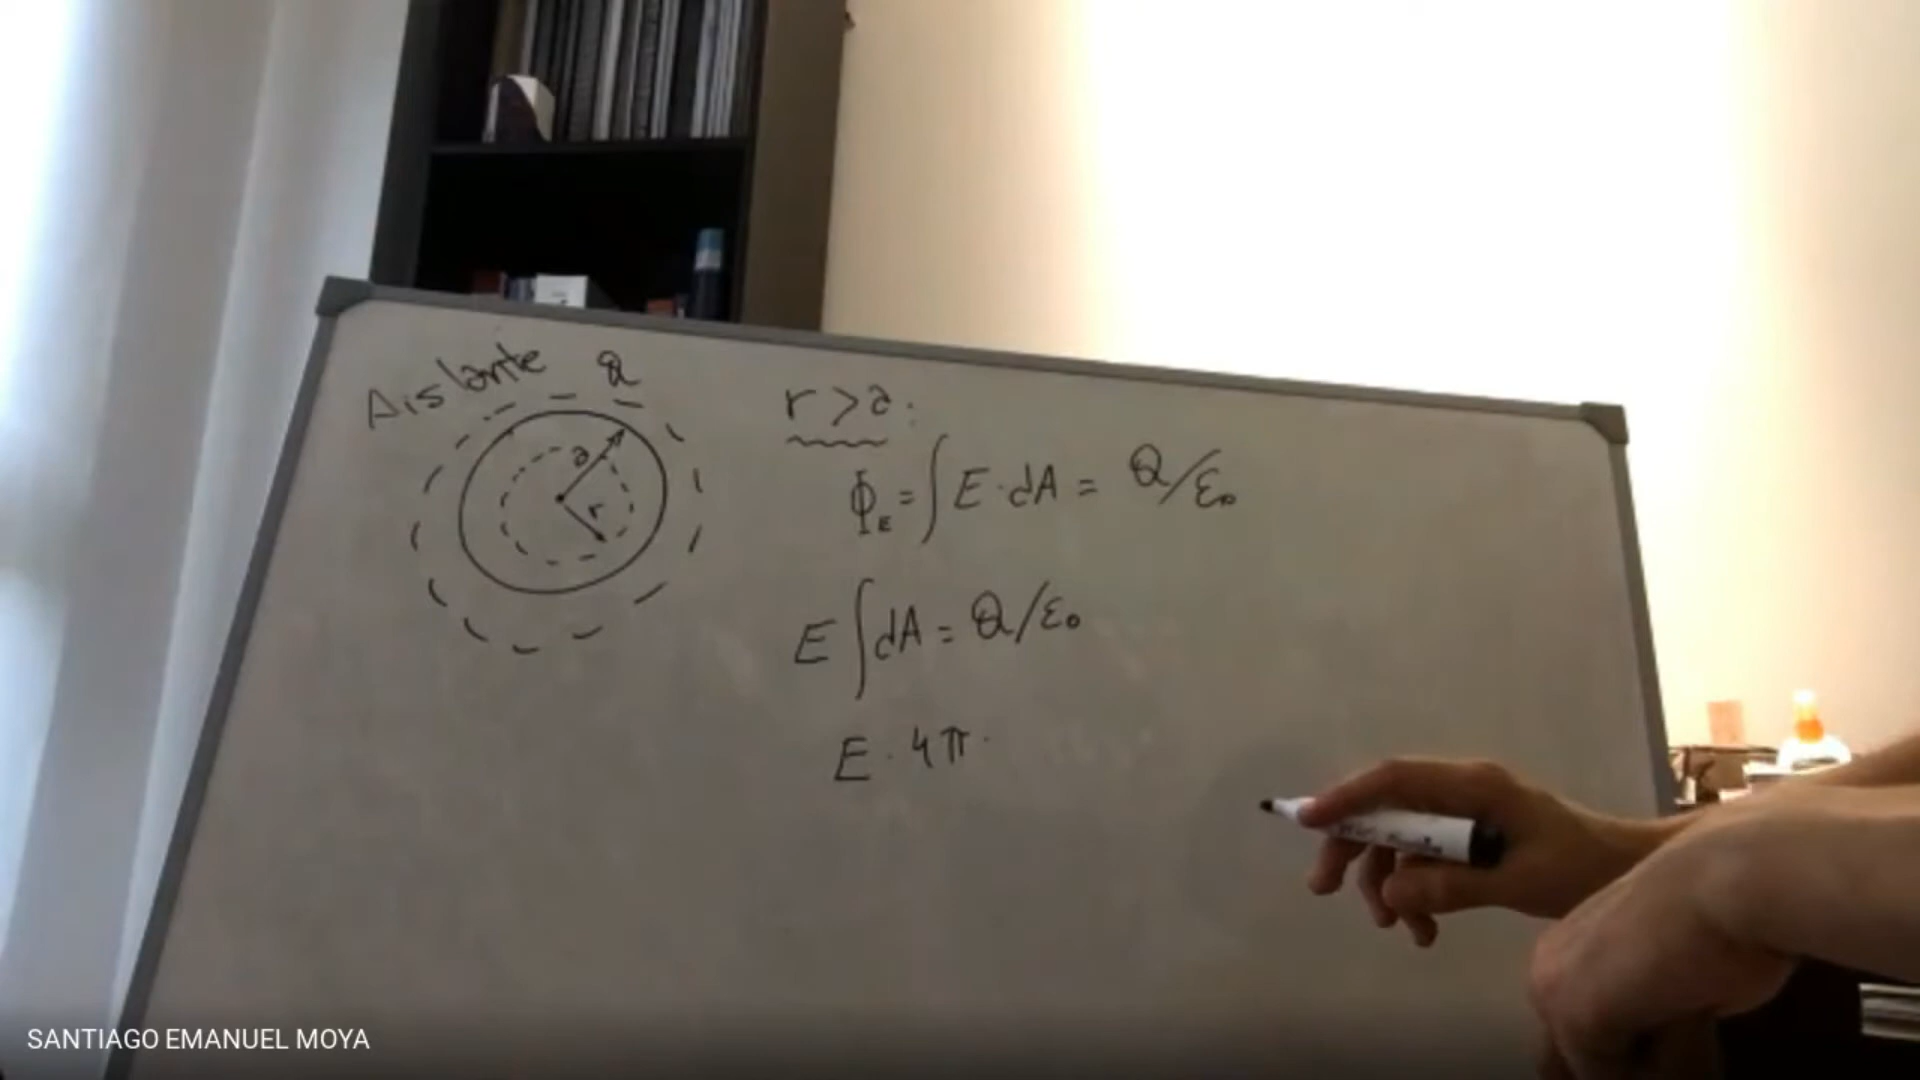 Aislante Q
a
r
r > a :
Φ_E = ∫ E · dA = Q/ε₀
E ∫ dA = Q/ε₀
E · 4π ·
SANTIAGO EMANUEL MOYA